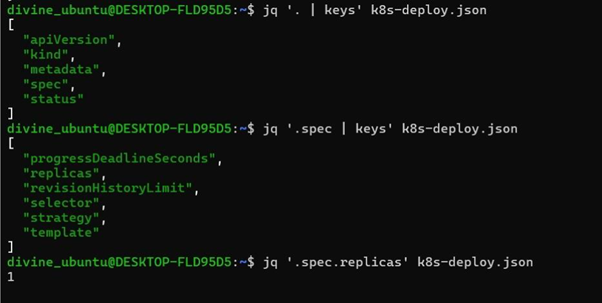 divine_ubuntu@DESKTOP-FLD95D5:~$ jq '. | keys' k8s-deploy.json
[
  "apiVersion",
  "kind",
  "metadata",
  "spec",
  "status"
]
divine_ubuntu@DESKTOP-FLD95D5:~$ jq '.spec | keys' k8s-deploy.json
[
  "progressDeadlineSeconds",
  "replicas",
  "revisionHistoryLimit",
  "selector",
  "strategy",
  "template"
]
divine_ubuntu@DESKTOP-FLD95D5:~$ jq '.spec.replicas' k8s-deploy.json
1